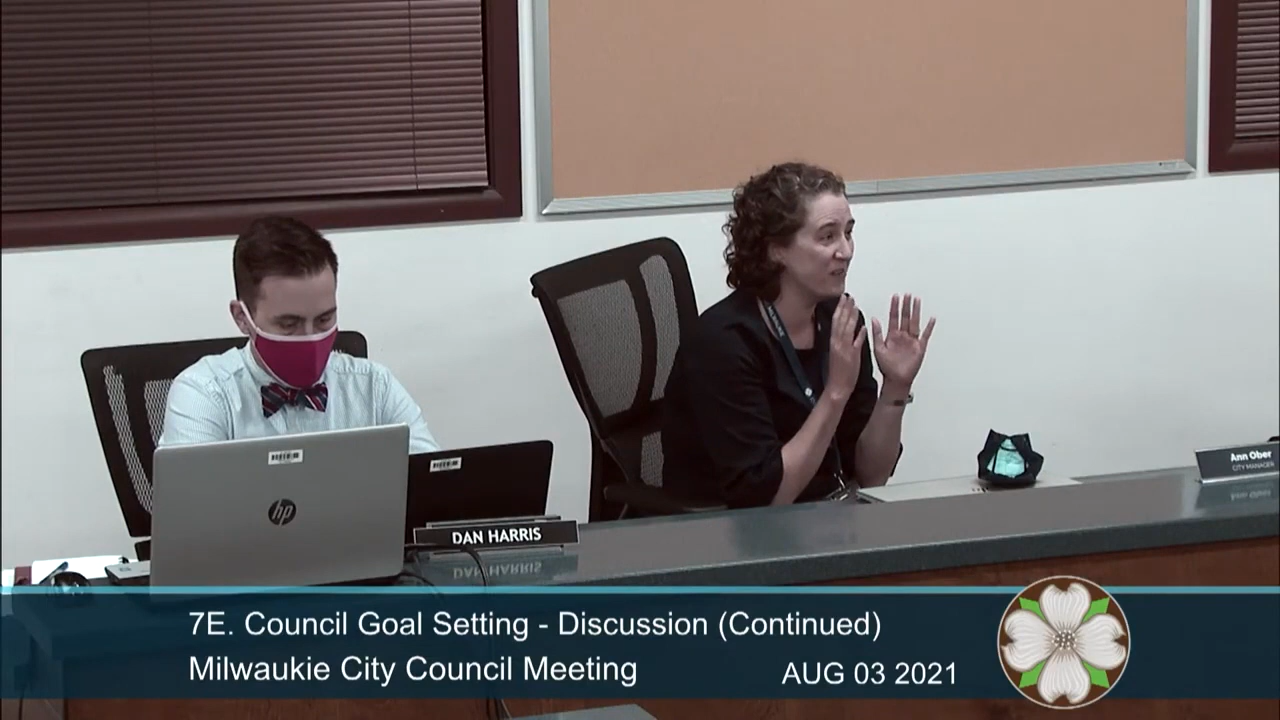 hp
DAN HARRIS
Ann Ober
CITY MANAGER
7E. Council Goal Setting - Discussion (Continued)
Milwaukie City Council Meeting
AUG 03 2021